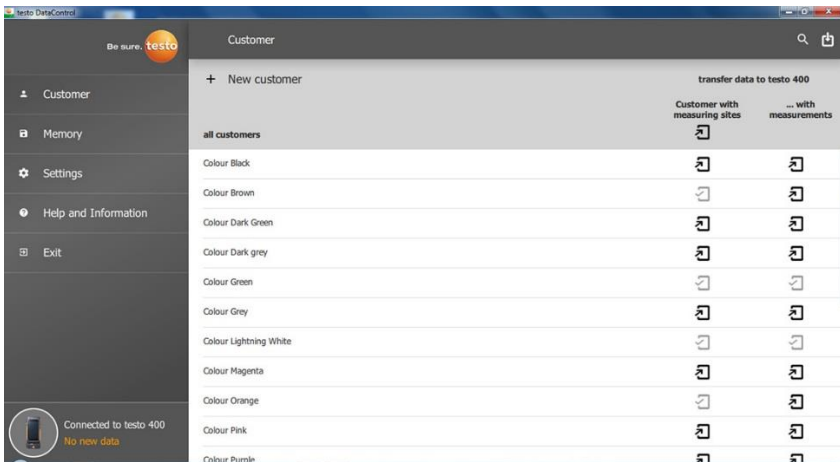 testo DataControl
Be sure. testo
Customer
Memory
Settings
Help and Information
Exit
Connected to testo 400
No new data
Customer
+ New customer
transfer data to testo 400
Customer with
measuring sites
... with
measurements
all customers
Colour Black
Colour Brown
Colour Dark Green
Colour Dark grey
Colour Green
Colour Grey
Colour Lightning White
Colour Magenta
Colour Orange
Colour Pink
Colour Purple